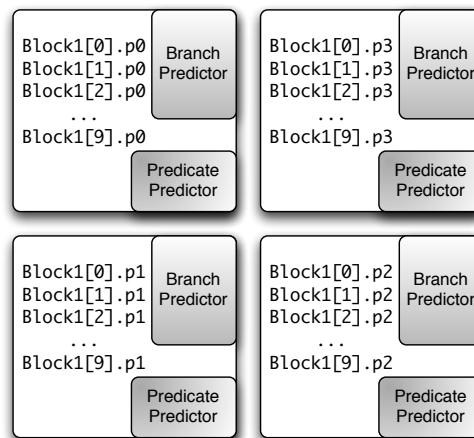 Block1[0].p0
Block1[1].p0
Block1[2].p0
...
Block1[9].p0
Branch
Predictor
Predicate
Predictor
Block1[0].p3
Block1[1].p3
Block1[2].p3
...
Block1[9].p3
Branch
Predictor
Predicate
Predictor
Block1[0].p1
Block1[1].p1
Block1[2].p1
...
Block1[9].p1
Branch
Predictor
Predicate
Predictor
Block1[0].p2
Block1[1].p2
Block1[2].p2
...
Block1[9].p2
Branch
Predictor
Predicate
Predictor